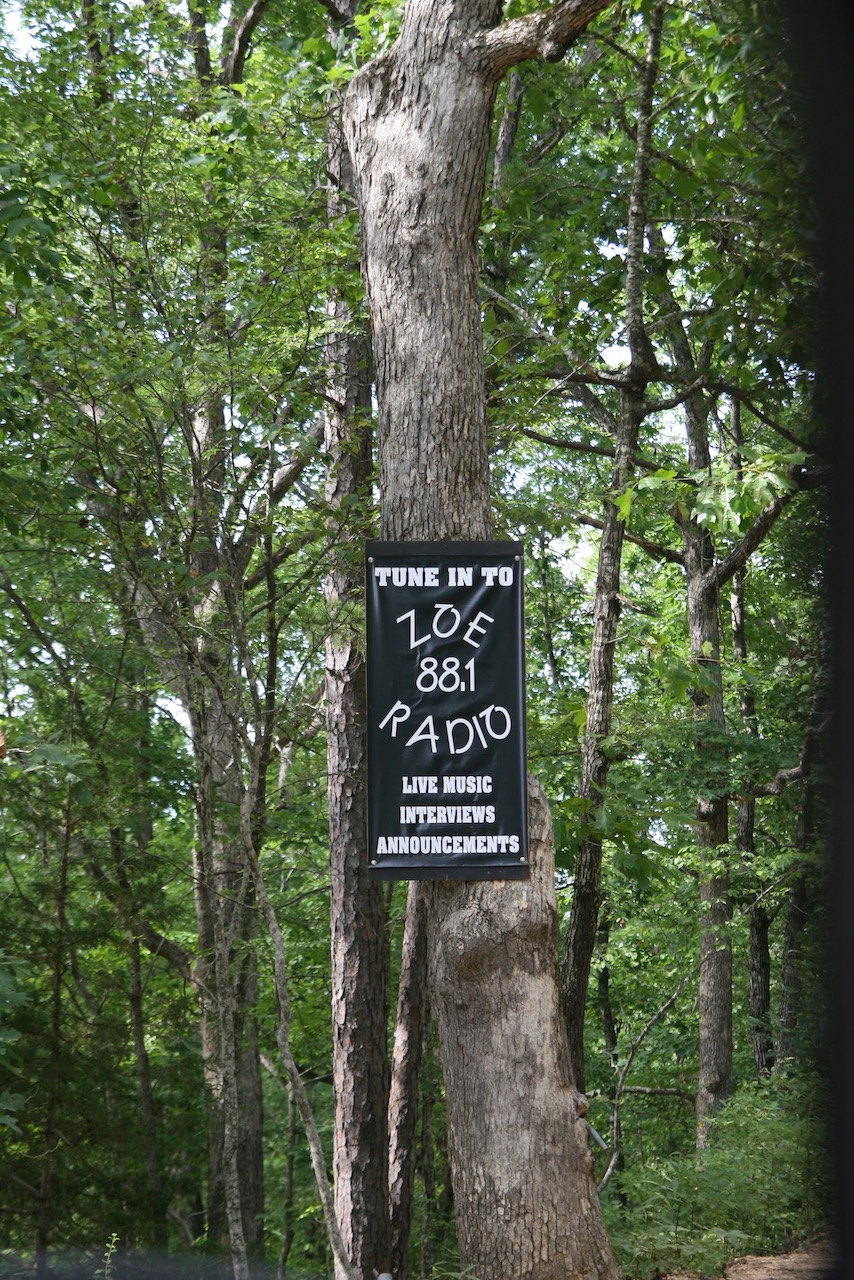 TUNE IN TO
ZOE
88.1
RADIO
LIVE MUSIC
INTERVIEWS
ANNOUNCEMENTS